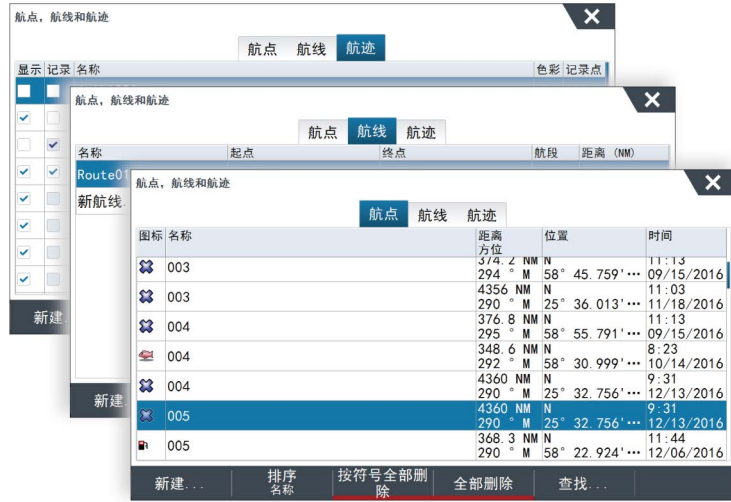 航点，航线和航迹
航点 航线 航迹
显示 记录 名称 色彩 记录点
新建
航点，航线和航迹
航点 航线 航迹
名称 起点 终点 航段 距离 (NM)
Route01
新航线
新建
航点，航线和航迹
航点 航线 航迹
图标 名称 距离 位置 时间
方位
003 374.2 NM N 11:13
294 ° M 58° 45.759'… 09/15/2016
003 4356 NM N 11:03
290 ° M 25° 36.013'… 11/18/2016
004 376.8 NM N 11:13
295 ° M 58° 55.791'… 09/15/2016
004 348.6 NM N 8:23
292 ° M 58° 30.999'… 10/14/2016
004 4360 NM N 9:31
290 ° M 25° 32.756'… 12/13/2016
005 4360 NM N 9:31
290 ° M 25° 32.756'… 12/13/2016
005 368.3 NM N 11:44
290 ° M 58° 22.924'… 12/06/2016
新建... 排序 按符号全部删 全部删除 查找...
名称 除